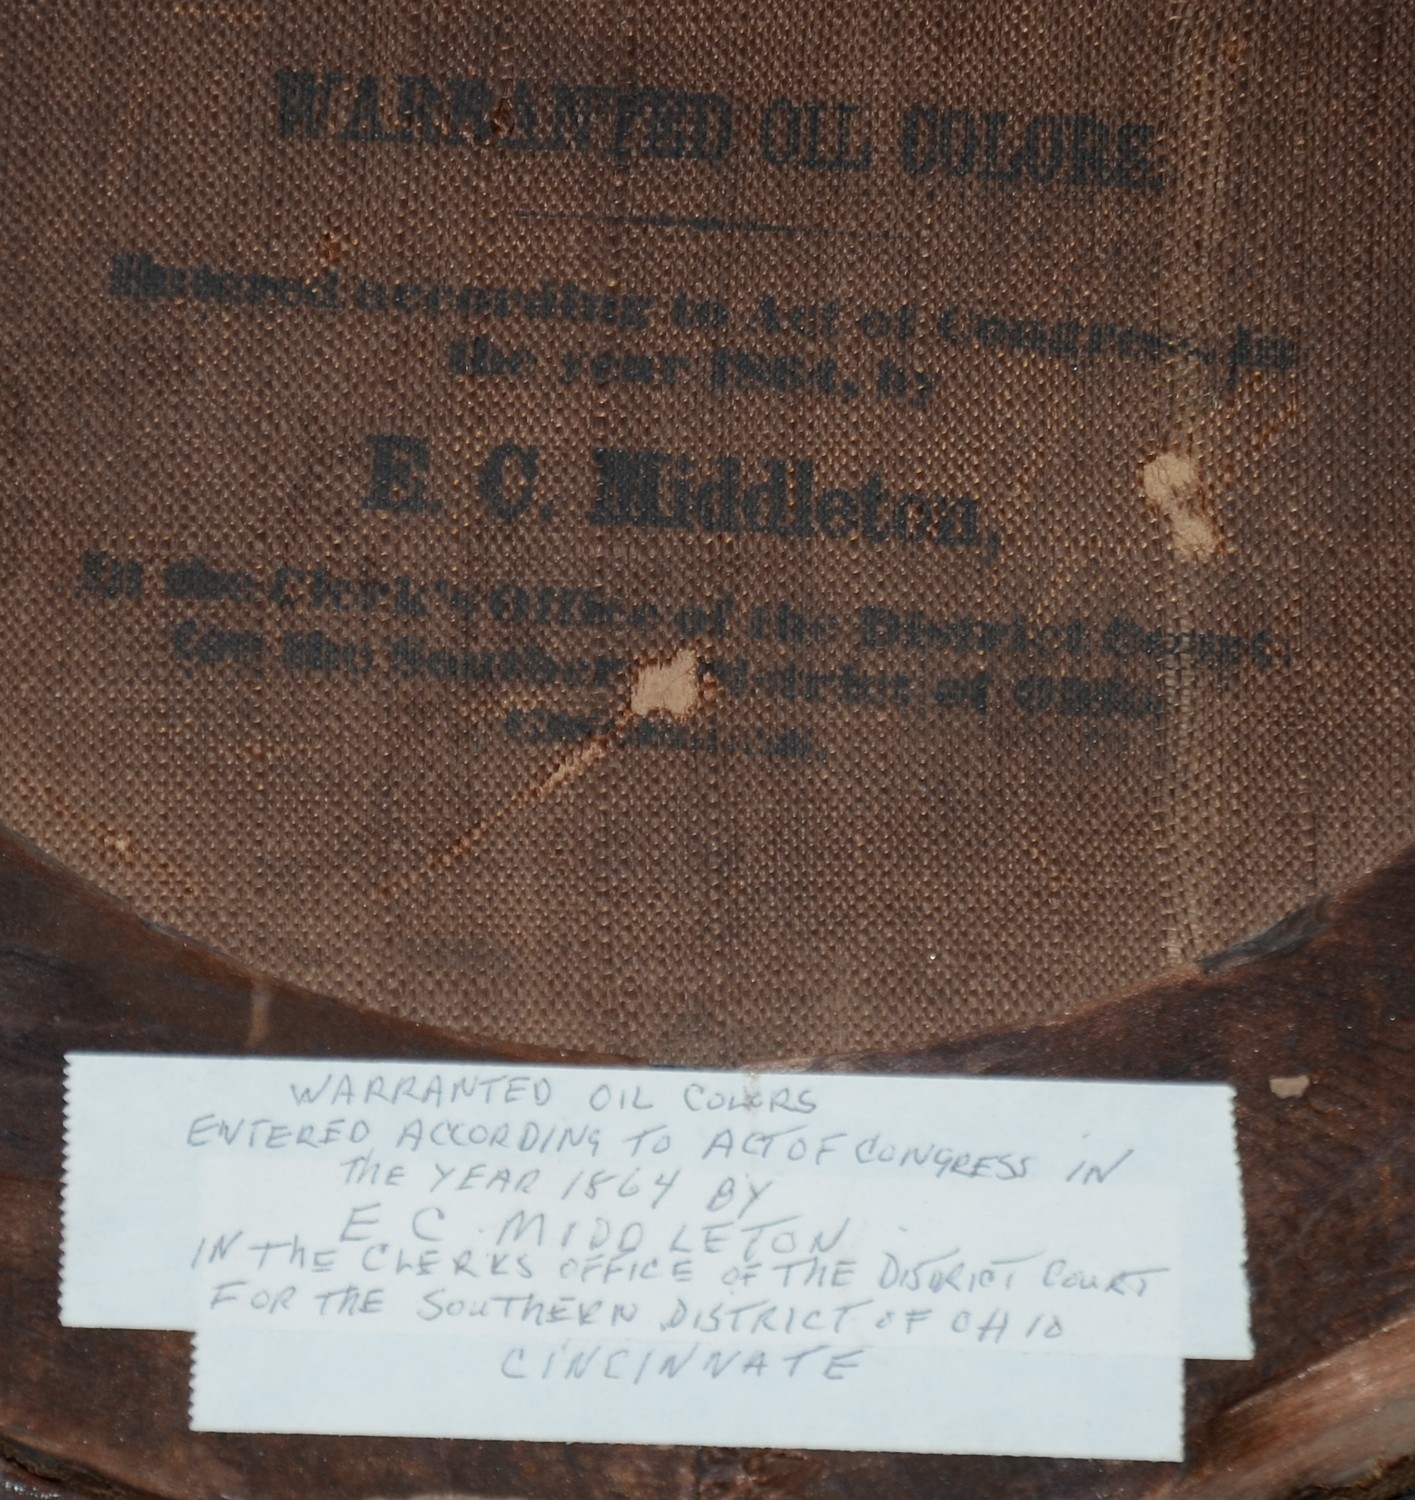 WARRANTED OIL COLORS.
Entered according to Act of Congress, in
the year 1864, by
E. C. Middleton,
In the Clerk's Office of the District Court,
for the Southern District of Ohio.
WARRANTED OIL COLORS
ENTERED ACCORDING TO ACT OF CONGRESS IN
THE YEAR 1864 BY
E C. MIDDLETON
IN THE CLERKS OFFICE OF THE DISTRICT COURT
FOR THE SOUTHERN DISTRICT OF OHIO
CINCINNATE